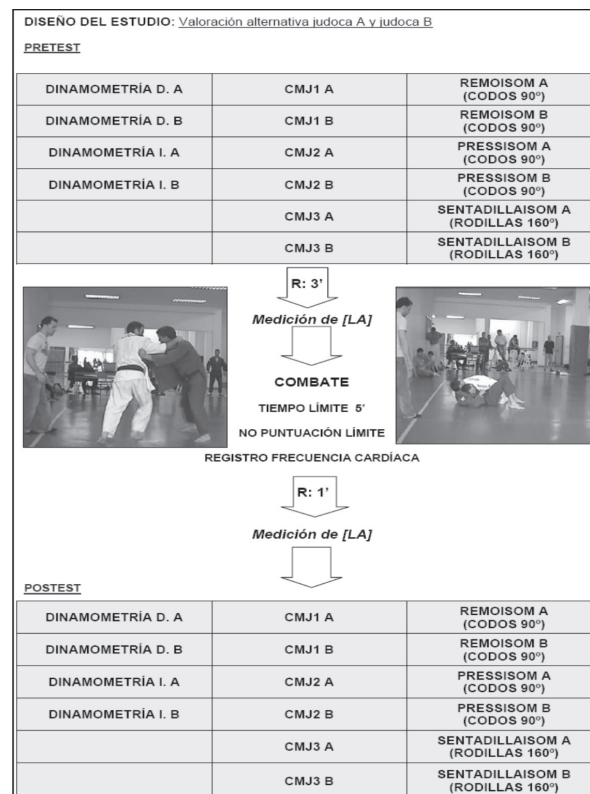 DISEÑO DEL ESTUDIO: Valoración alternativa judoca A y judoca B
PRETEST
DINAMOMETRÍA D. A
CMJ1 A
REMOISOM A
(CODOS 90º)
DINAMOMETRÍA D. B
CMJ1 B
REMOISOM B
(CODOS 90º)
DINAMOMETRÍA I. A
CMJ2 A
PRESSISOM A
(CODOS 90º)
DINAMOMETRÍA I. B
CMJ2 B
PRESSISOM B
(CODOS 90º)
CMJ3 A
SENTADILLAISOM A
(RODILLAS 160º)
CMJ3 B
SENTADILLAISOM B
(RODILLAS 160º)
R: 3'
Medición de [LA]
COMBATE
TIEMPO LÍMITE 5'
NO PUNTUACIÓN LÍMITE
REGISTRO FRECUENCIA CARDÍACA
R: 1'
Medición de [LA]
POSTEST
DINAMOMETRÍA D. A
CMJ1 A
REMOISOM A
(CODOS 90º)
DINAMOMETRÍA D. B
CMJ1 B
REMOISOM B
(CODOS 90º)
DINAMOMETRÍA I. A
CMJ2 A
PRESSISOM A
(CODOS 90º)
DINAMOMETRÍA I. B
CMJ2 B
PRESSISOM B
(CODOS 90º)
CMJ3 A
SENTADILLAISOM A
(RODILLAS 160º)
CMJ3 B
SENTADILLAISOM B
(RODILLAS 160º)